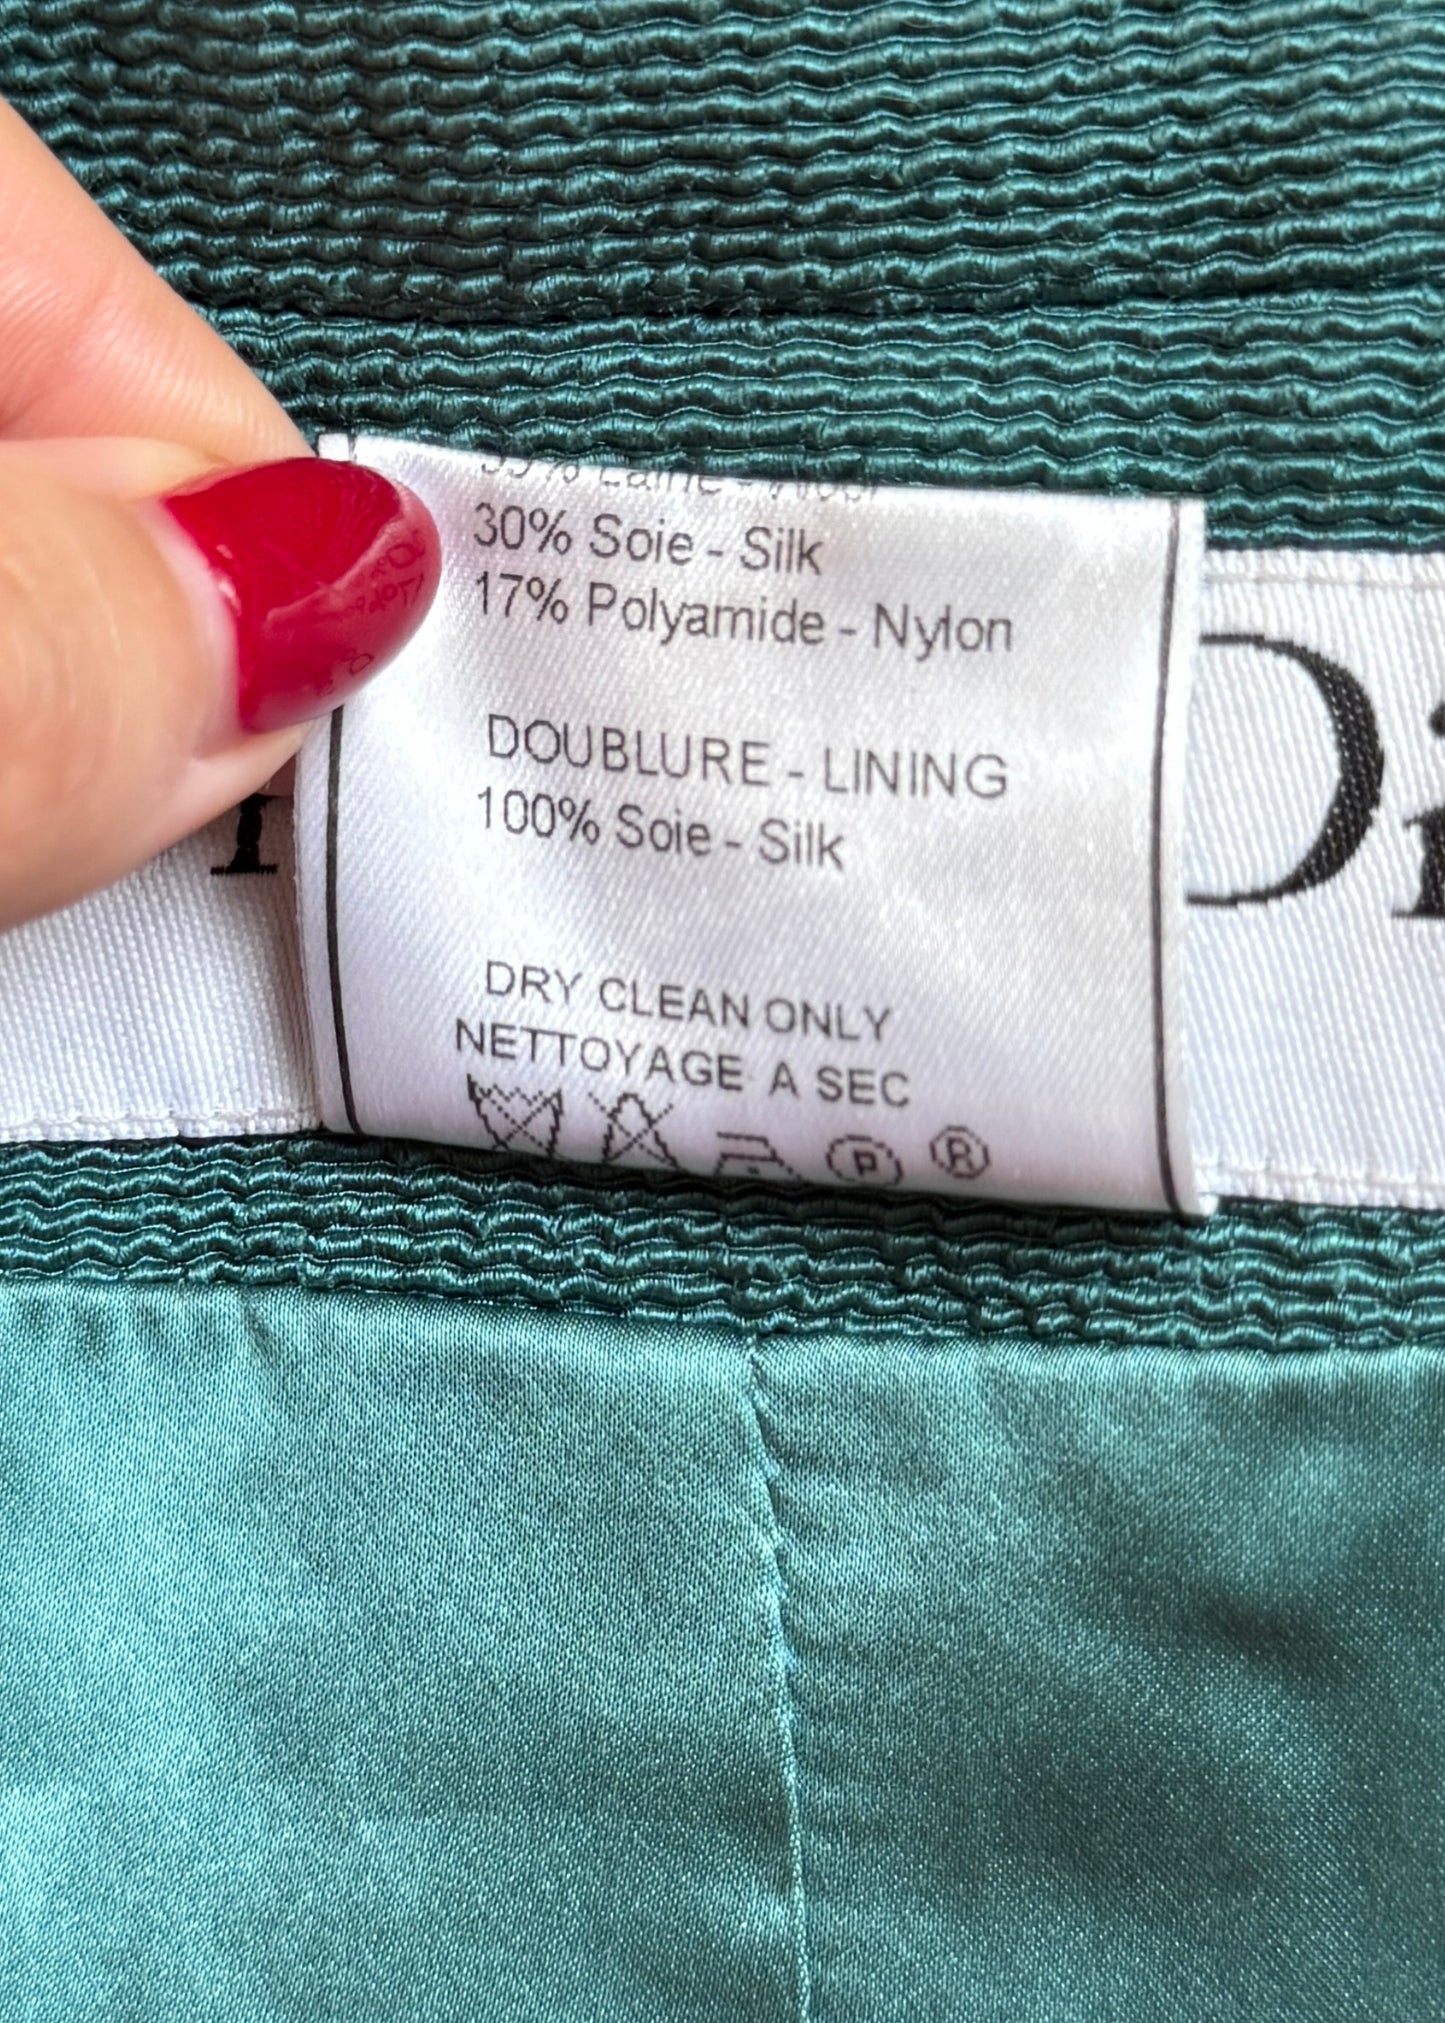 30% Soie - Silk
17% Polyamide - Nylon
DOUBLURE - LINING
100% Soie - Silk
DRY CLEAN ONLY
NETTOYAGE A SEC
P R